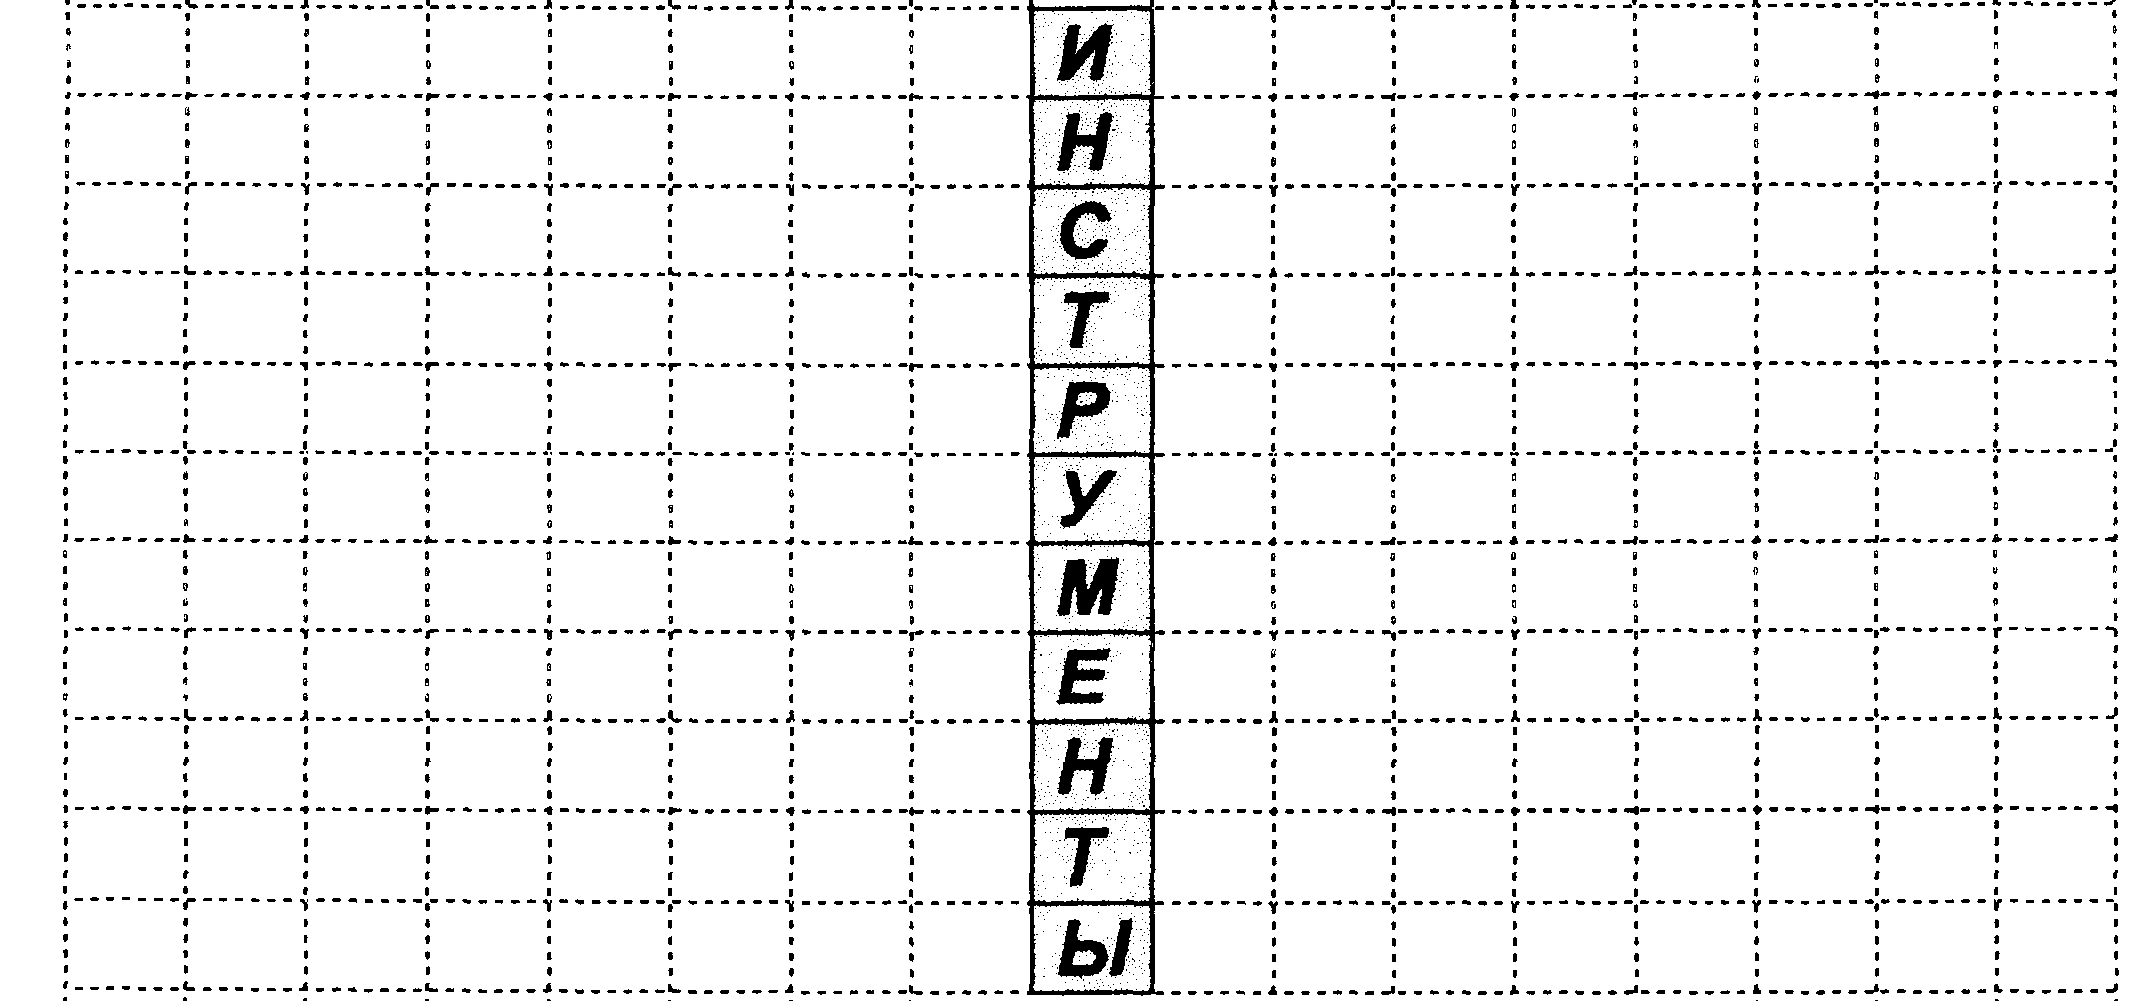 И
Н
С
Т
Р
У
М
Е
Н
Т
Ы